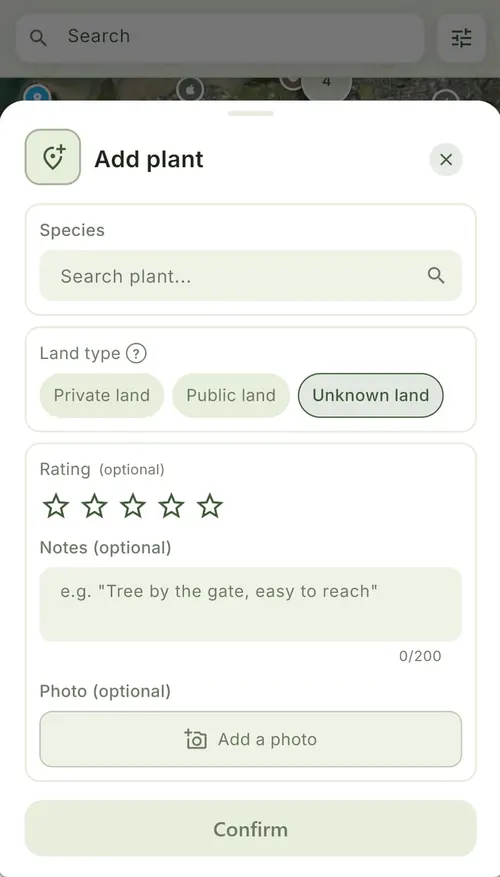 Search
4
Add plant
Species
Search plant...
Land type ?
Private land Public land Unknown land
Rating (optional)
Notes (optional)
e.g. "Tree by the gate, easy to reach"
0/200
Photo (optional)
Add a photo
Confirm